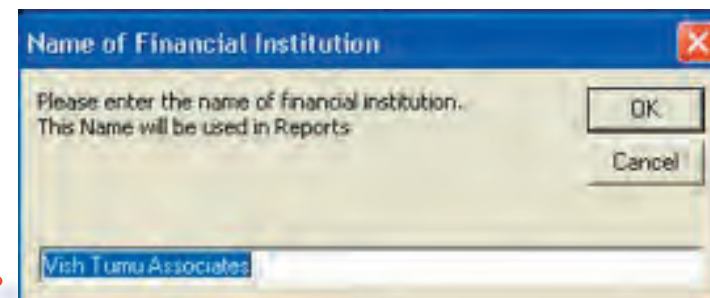 Name of Financial Institution
Please enter the name of financial institution.
This Name will be used in Reports
OK
Cancel
Vish Tumu Associates